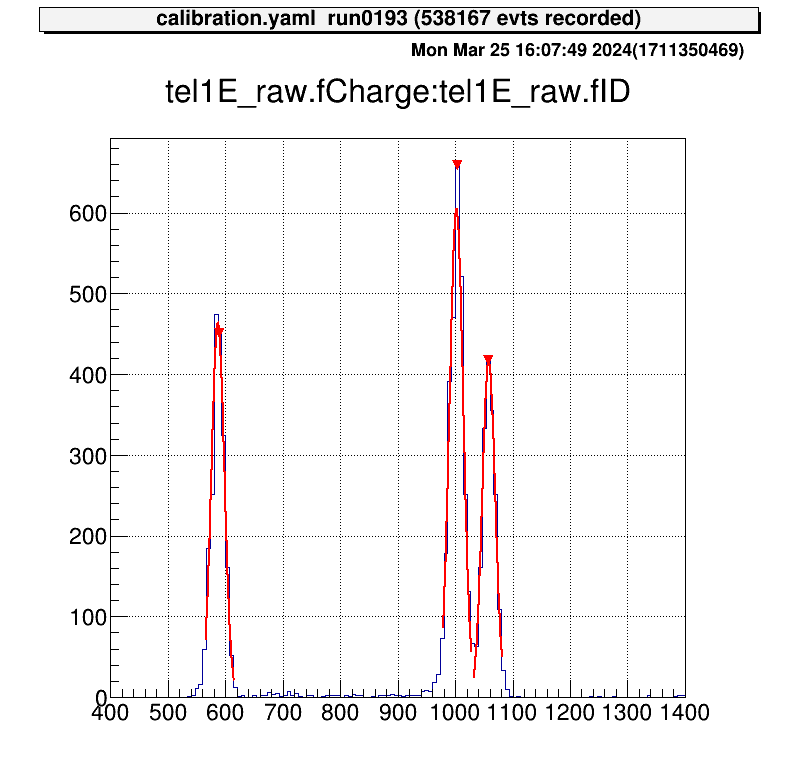 calibration.yaml run0193 (538167 evts recorded)
Mon Mar 25 16:07:49 2024(1711350469)
tel1E_raw.fCharge:tel1E_raw.fID
600
500
400
300
200
100
0
400 500 600 700 800 900 1000 1100 1200 1300 1400